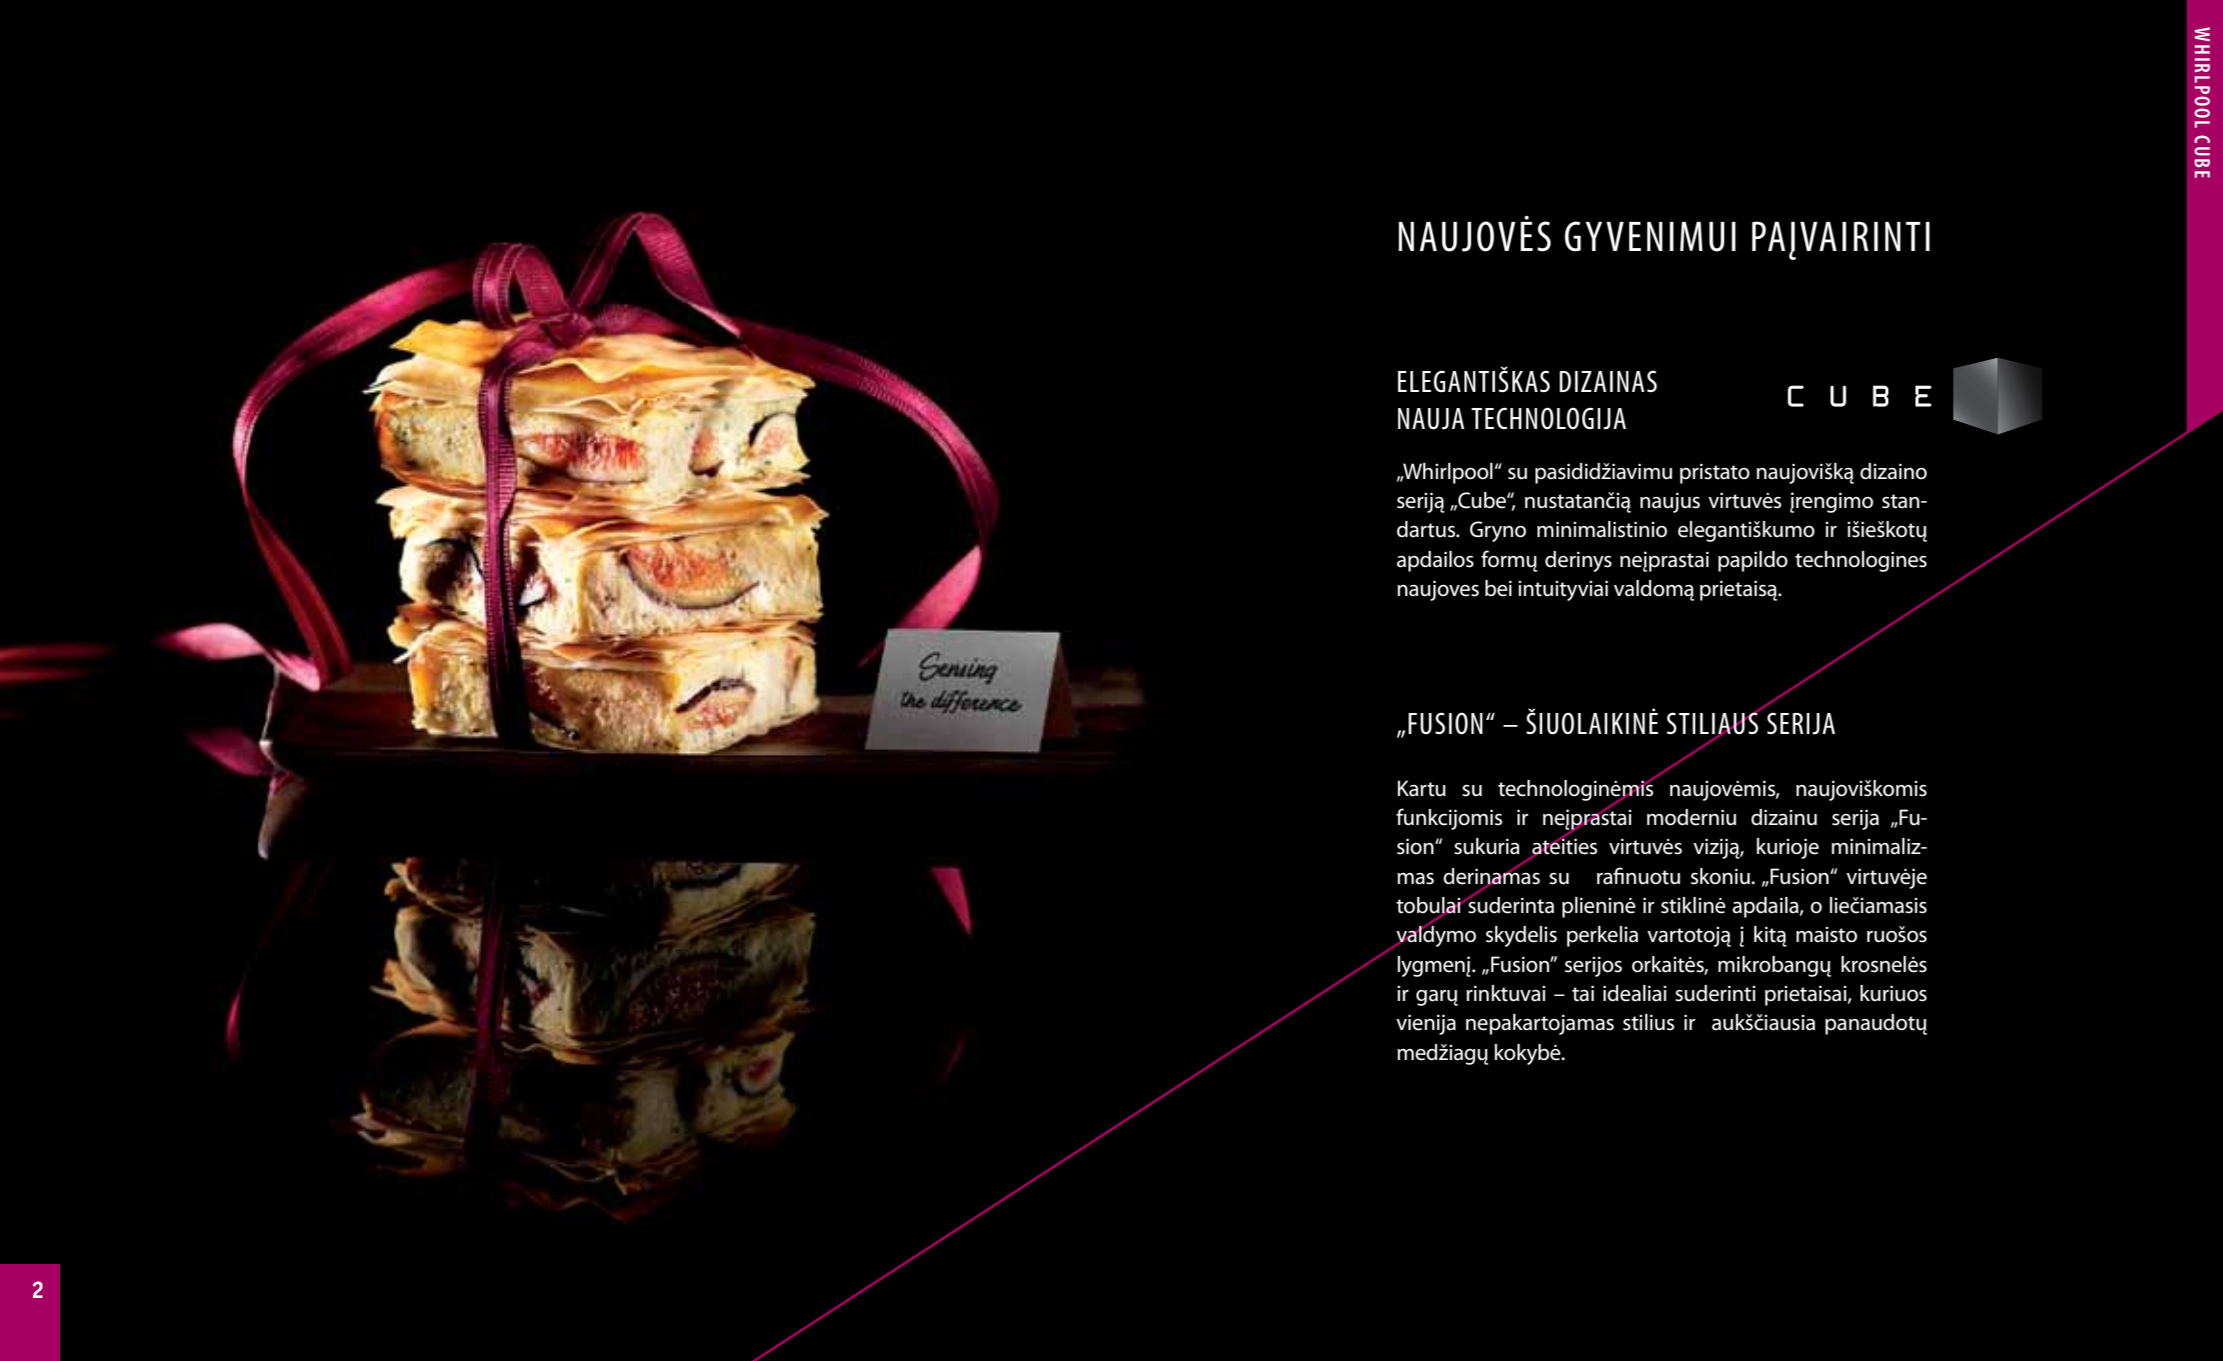 WHIRLPOOL CUBE
NAUJOVĖS GYVENIMUI PAĮVAIRINTI
ELEGANTIŠKAS DIZAINAS
NAUJA TECHNOLOGIJA
CUBE
„Whirlpool“ su pasididžiavimu pristato naujovišką dizaino
seriją „Cube“, nustatančią naujus virtuvės įrengimo stan-
dartus. Gryno minimalistinio elegantiškumo ir išieškotų
apdailos formų derinys neįprastai papildo technologines
naujoves bei intuityviai valdomą prietaisą.
Sensing
the difference
„FUSION“ – ŠIUOLAIKINĖ STILIAUS SERIJA
Kartu su technologinėmis naujovėmis, naujoviškomis
funkcijomis ir neįprastai moderniu dizainu serija „Fu-
sion“ sukuria ateities virtuvės viziją, kurioje minimaliz-
mas derinamas su rafinuotu skoniu. „Fusion“ virtuvėje
tobulai suderinta plieninė ir stiklinė apdaila, o liečiamasis
valdymo skydelis perkelia vartotoją į kitą maisto ruošos
lygmenį. „Fusion” serijos orkaitės, mikrobangų krosnelės
ir garų rinktuvai – tai idealiai suderinti prietaisai, kuriuos
vienija nepakartojamas stilius ir aukščiausia panaudotų
medžiagų kokybė.
2